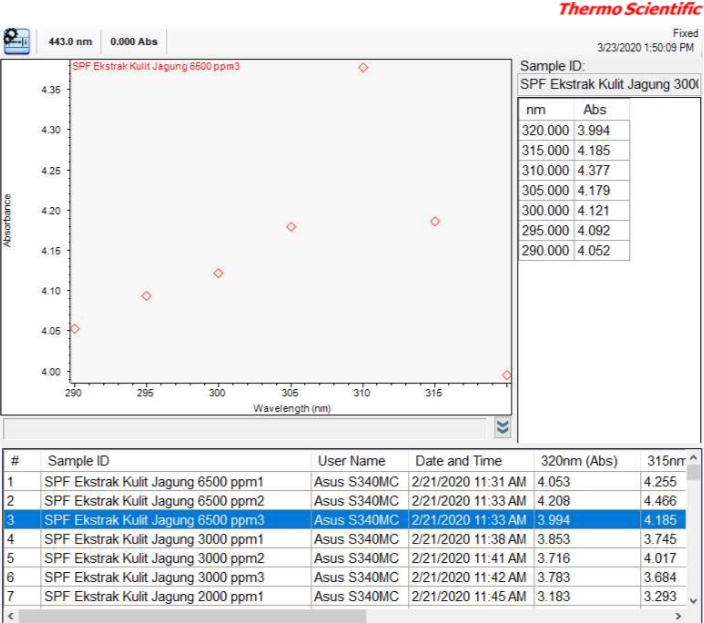 Thermo Scientific
443.0 nm 0.000 Abs
Fixed
3/23/2020 1:50:09 PM
SPF Ekstrak Kulit Jagung 6500 ppm3
4.35
4.30
4.25
4.20
4.15
4.10
4.05
4.00
Absorbance
290 295 300 305 310 315
Wavelength (nm)
Sample ID:
SPF Ekstrak Kulit Jagung 300
nm Abs
320.000 3.994
315.000 4.185
310.000 4.377
305.000 4.179
300.000 4.121
295.000 4.092
290.000 4.052
# Sample ID User Name Date and Time 320nm (Abs) 315nm
1 SPF Ekstrak Kulit Jagung 6500 ppm1 Asus S340MC 2/21/2020 11:31 AM 4.053 4.255
2 SPF Ekstrak Kulit Jagung 6500 ppm2 Asus S340MC 2/21/2020 11:33 AM 4.208 4.466
3 SPF Ekstrak Kulit Jagung 6500 ppm3 Asus S340MC 2/21/2020 11:33 AM 3.994 4.185
4 SPF Ekstrak Kulit Jagung 3000 ppm1 Asus S340MC 2/21/2020 11:38 AM 3.853 3.745
5 SPF Ekstrak Kulit Jagung 3000 ppm2 Asus S340MC 2/21/2020 11:41 AM 3.716 4.017
6 SPF Ekstrak Kulit Jagung 3000 ppm3 Asus S340MC 2/21/2020 11:42 AM 3.783 3.684
7 SPF Ekstrak Kulit Jagung 2000 ppm1 Asus S340MC 2/21/2020 11:45 AM 3.183 3.293